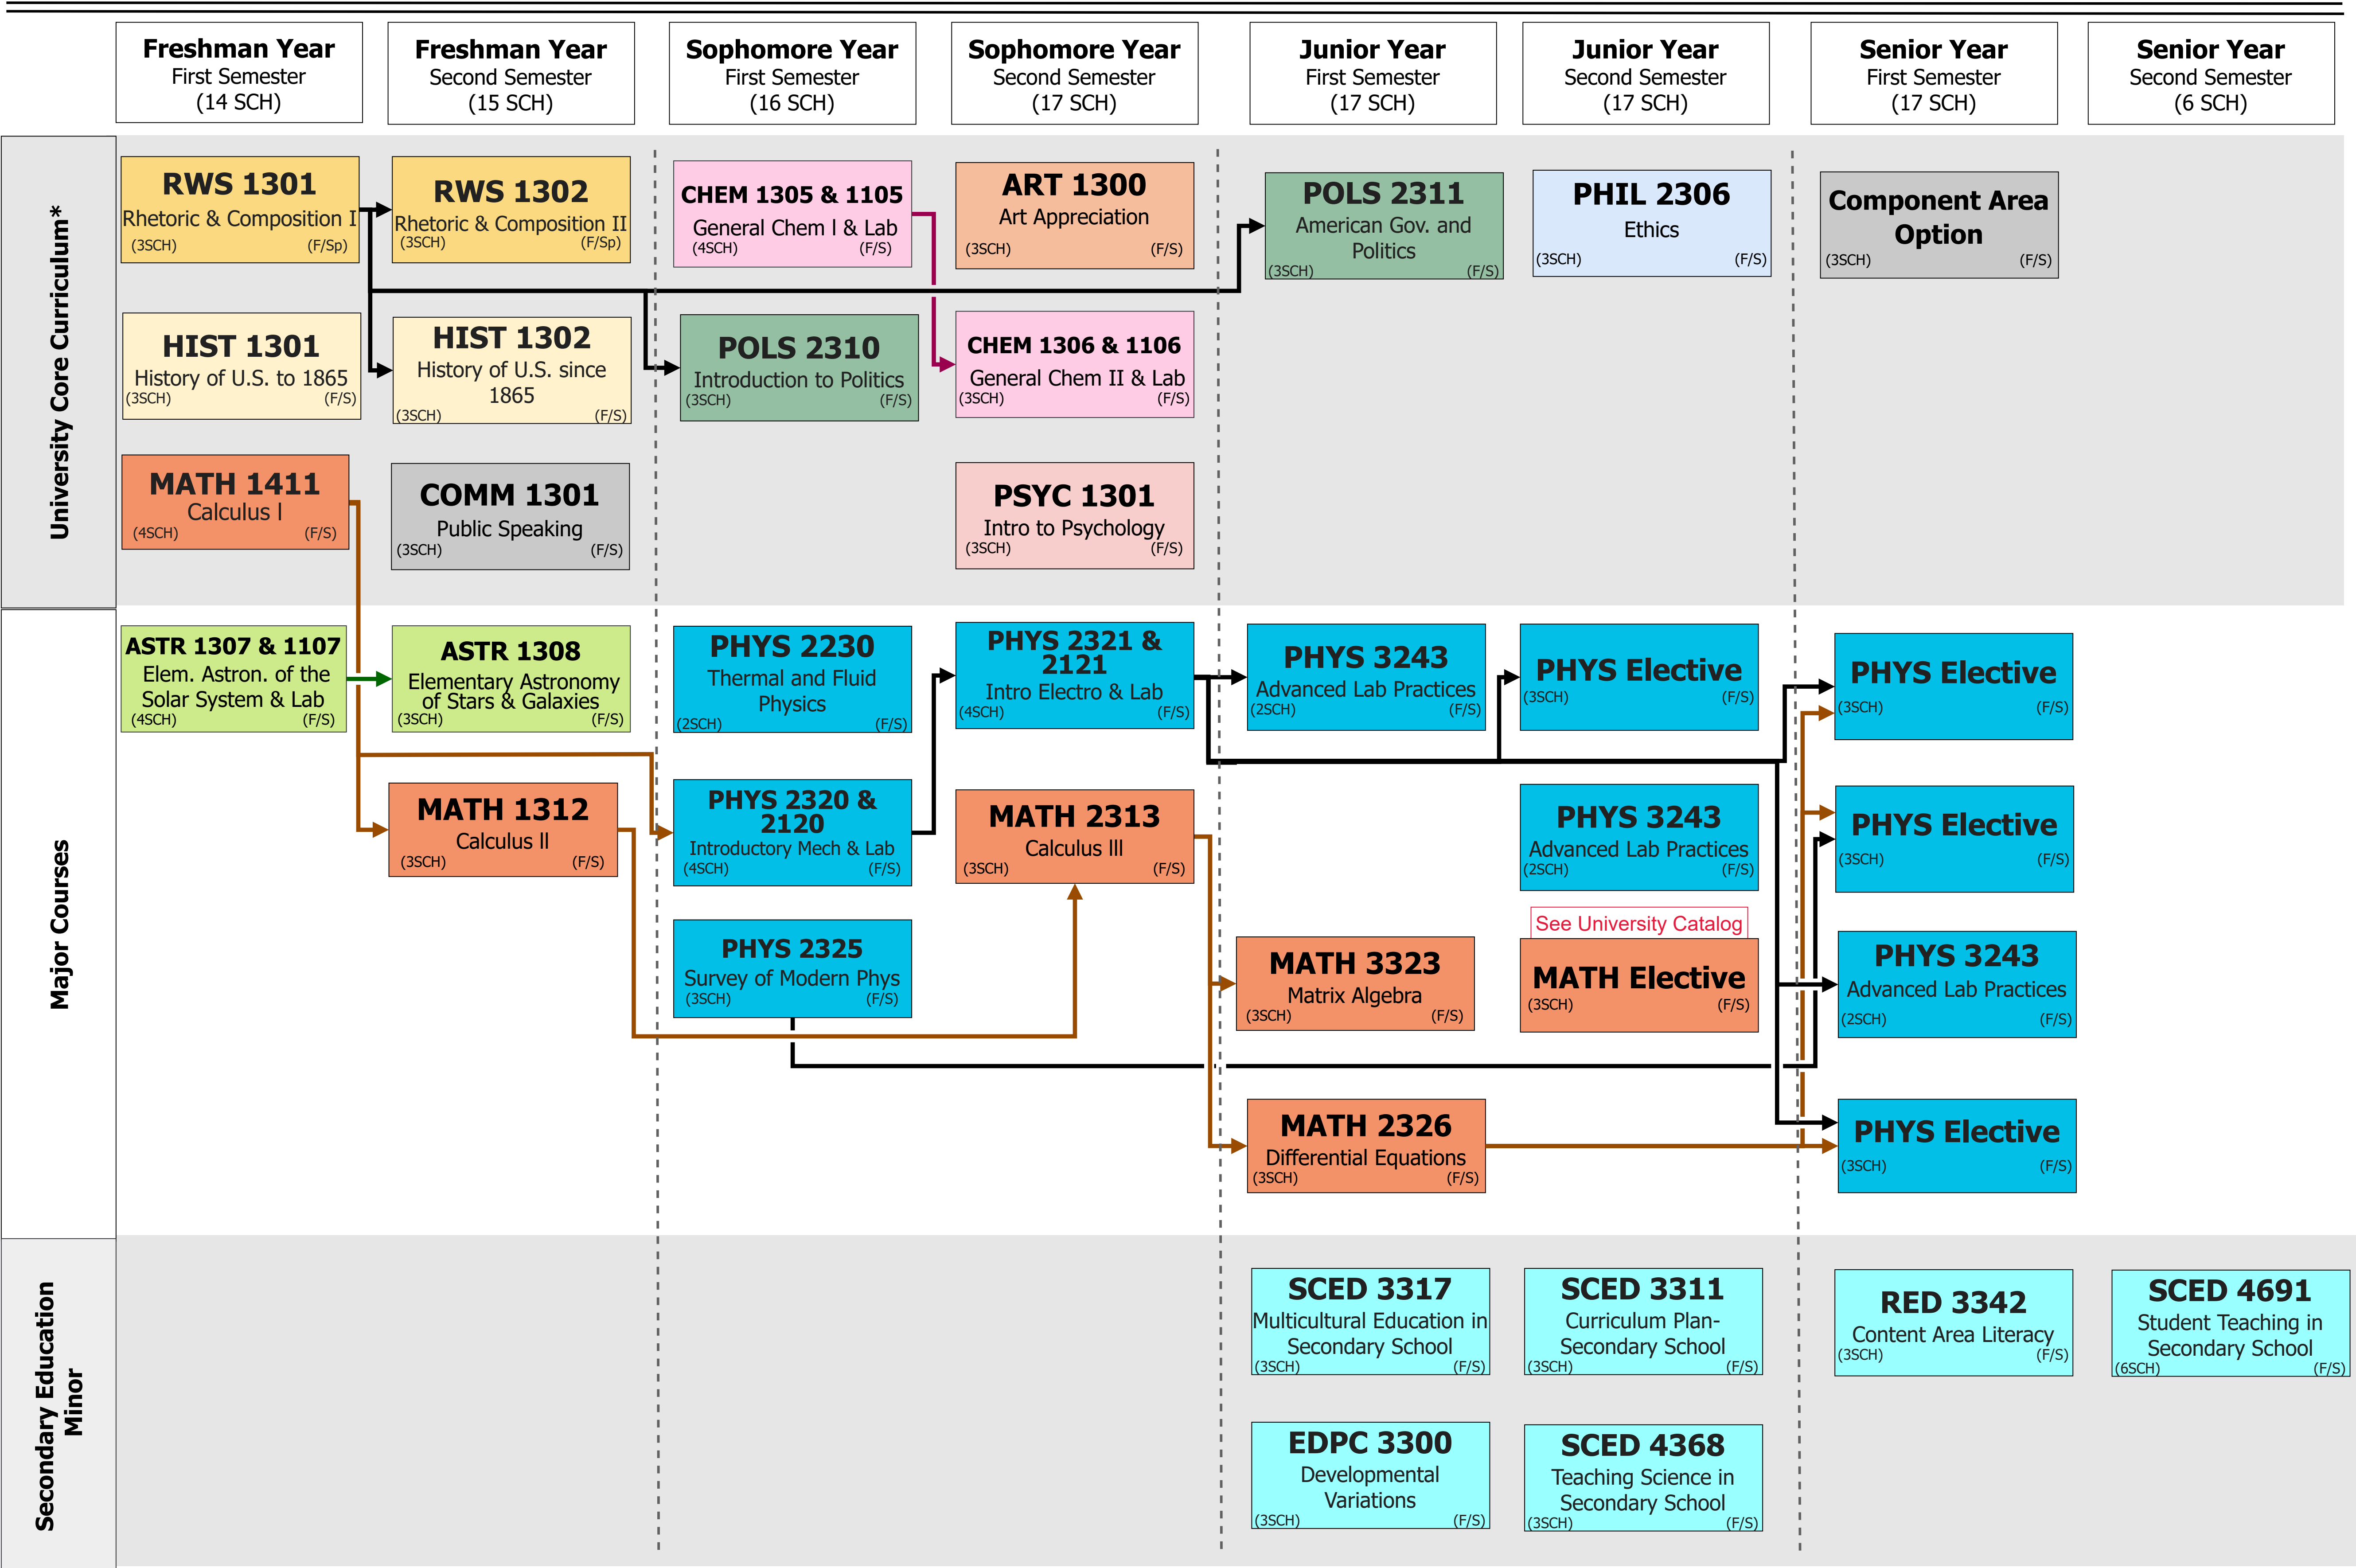 Freshman Year
First Semester
(14 SCH)
Freshman Year
Second Semester
(15 SCH)
Sophomore Year
First Semester
(16 SCH)
Sophomore Year
Second Semester
(17 SCH)
Junior Year
First Semester
(17 SCH)
Junior Year
Second Semester
(17 SCH)
Senior Year
First Semester
(17 SCH)
Senior Year
Second Semester
(6 SCH)
University Core Curriculum*
RWS 1301
Rhetoric & Composition I
(3SCH) (F/Sp)
RWS 1302
Rhetoric & Composition II
(3SCH) (F/Sp)
CHEM 1305 & 1105
General Chem I & Lab
(4SCH) (F/S)
ART 1300
Art Appreciation
(3SCH) (F/S)
POLS 2311
American Gov. and
Politics
(3SCH) (F/S)
PHIL 2306
Ethics
(3SCH) (F/S)
Component Area
Option
(3SCH) (F/S)
HIST 1301
History of U.S. to 1865
(3SCH) (F/S)
HIST 1302
History of U.S. since
1865
(3SCH) (F/S)
POLS 2310
Introduction to Politics
(3SCH) (F/S)
CHEM 1306 & 1106
General Chem II & Lab
(3SCH) (F/S)
MATH 1411
Calculus I
(4SCH) (F/S)
COMM 1301
Public Speaking
(3SCH) (F/S)
PSYC 1301
Intro to Psychology
(3SCH) (F/S)
Major Courses
ASTR 1307 & 1107
Elem. Astron. of the
Solar System & Lab
(4SCH) (F/S)
ASTR 1308
Elementary Astronomy
of Stars & Galaxies
(3SCH) (F/S)
PHYS 2230
Thermal and Fluid
Physics
(2SCH) (F/S)
PHYS 2321 &
2121
Intro Electro & Lab
(4SCH) (F/S)
PHYS 3243
Advanced Lab Practices
(2SCH) (F/S)
PHYS Elective
(3SCH) (F/S)
PHYS Elective
(3SCH) (F/S)
MATH 1312
Calculus ll
(3SCH) (F/S)
PHYS 2320 &
2120
Introductory Mech & Lab
(4SCH) (F/S)
MATH 2313
Calculus lll
(3SCH) (F/S)
PHYS 3243
Advanced Lab Practices
(2SCH) (F/S)
PHYS Elective
(3SCH) (F/S)
PHYS 2325
Survey of Modern Phys
(3SCH) (F/S)
MATH 3323
Matrix Algebra
(3SCH) (F/S)
See University Catalog
MATH Elective
(3SCH) (F/S)
PHYS 3243
Advanced Lab Practices
(2SCH) (F/S)
MATH 2326
Differential Equations
(3SCH) (F/S)
PHYS Elective
(3SCH) (F/S)
Secondary Education
Minor
SCED 3317
Multicultural Education in
Secondary School
(3SCH) (F/S)
SCED 3311
Curriculum Plan-
Secondary School
(3SCH) (F/S)
RED 3342
Content Area Literacy
(3SCH) (F/S)
SCED 4691
Student Teaching in
Secondary School
(6SCH) (F/S)
EDPC 3300
Developmental
Variations
(3SCH) (F/S)
SCED 4368
Teaching Science in
Secondary School
(3SCH) (F/S)